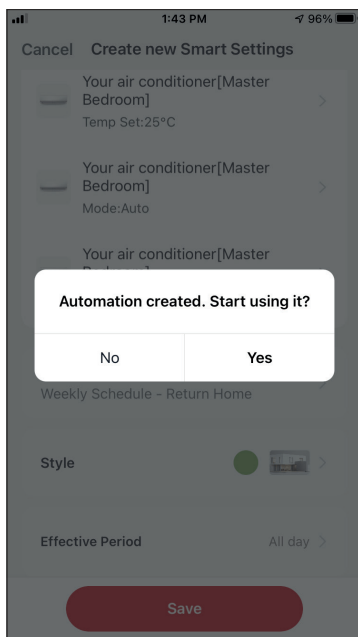 1:43 PM
96%
Cancel
Create new Smart Settings
Your air conditioner[Master
Bedroom]
Temp Set:25°C
Your air conditioner[Master
Bedroom]
Mode:Auto
Your air conditioner[Master
Automation created. Start using it?
No
Yes
Weekly Schedule - Return Home
Style
Effective Period
All day
Save